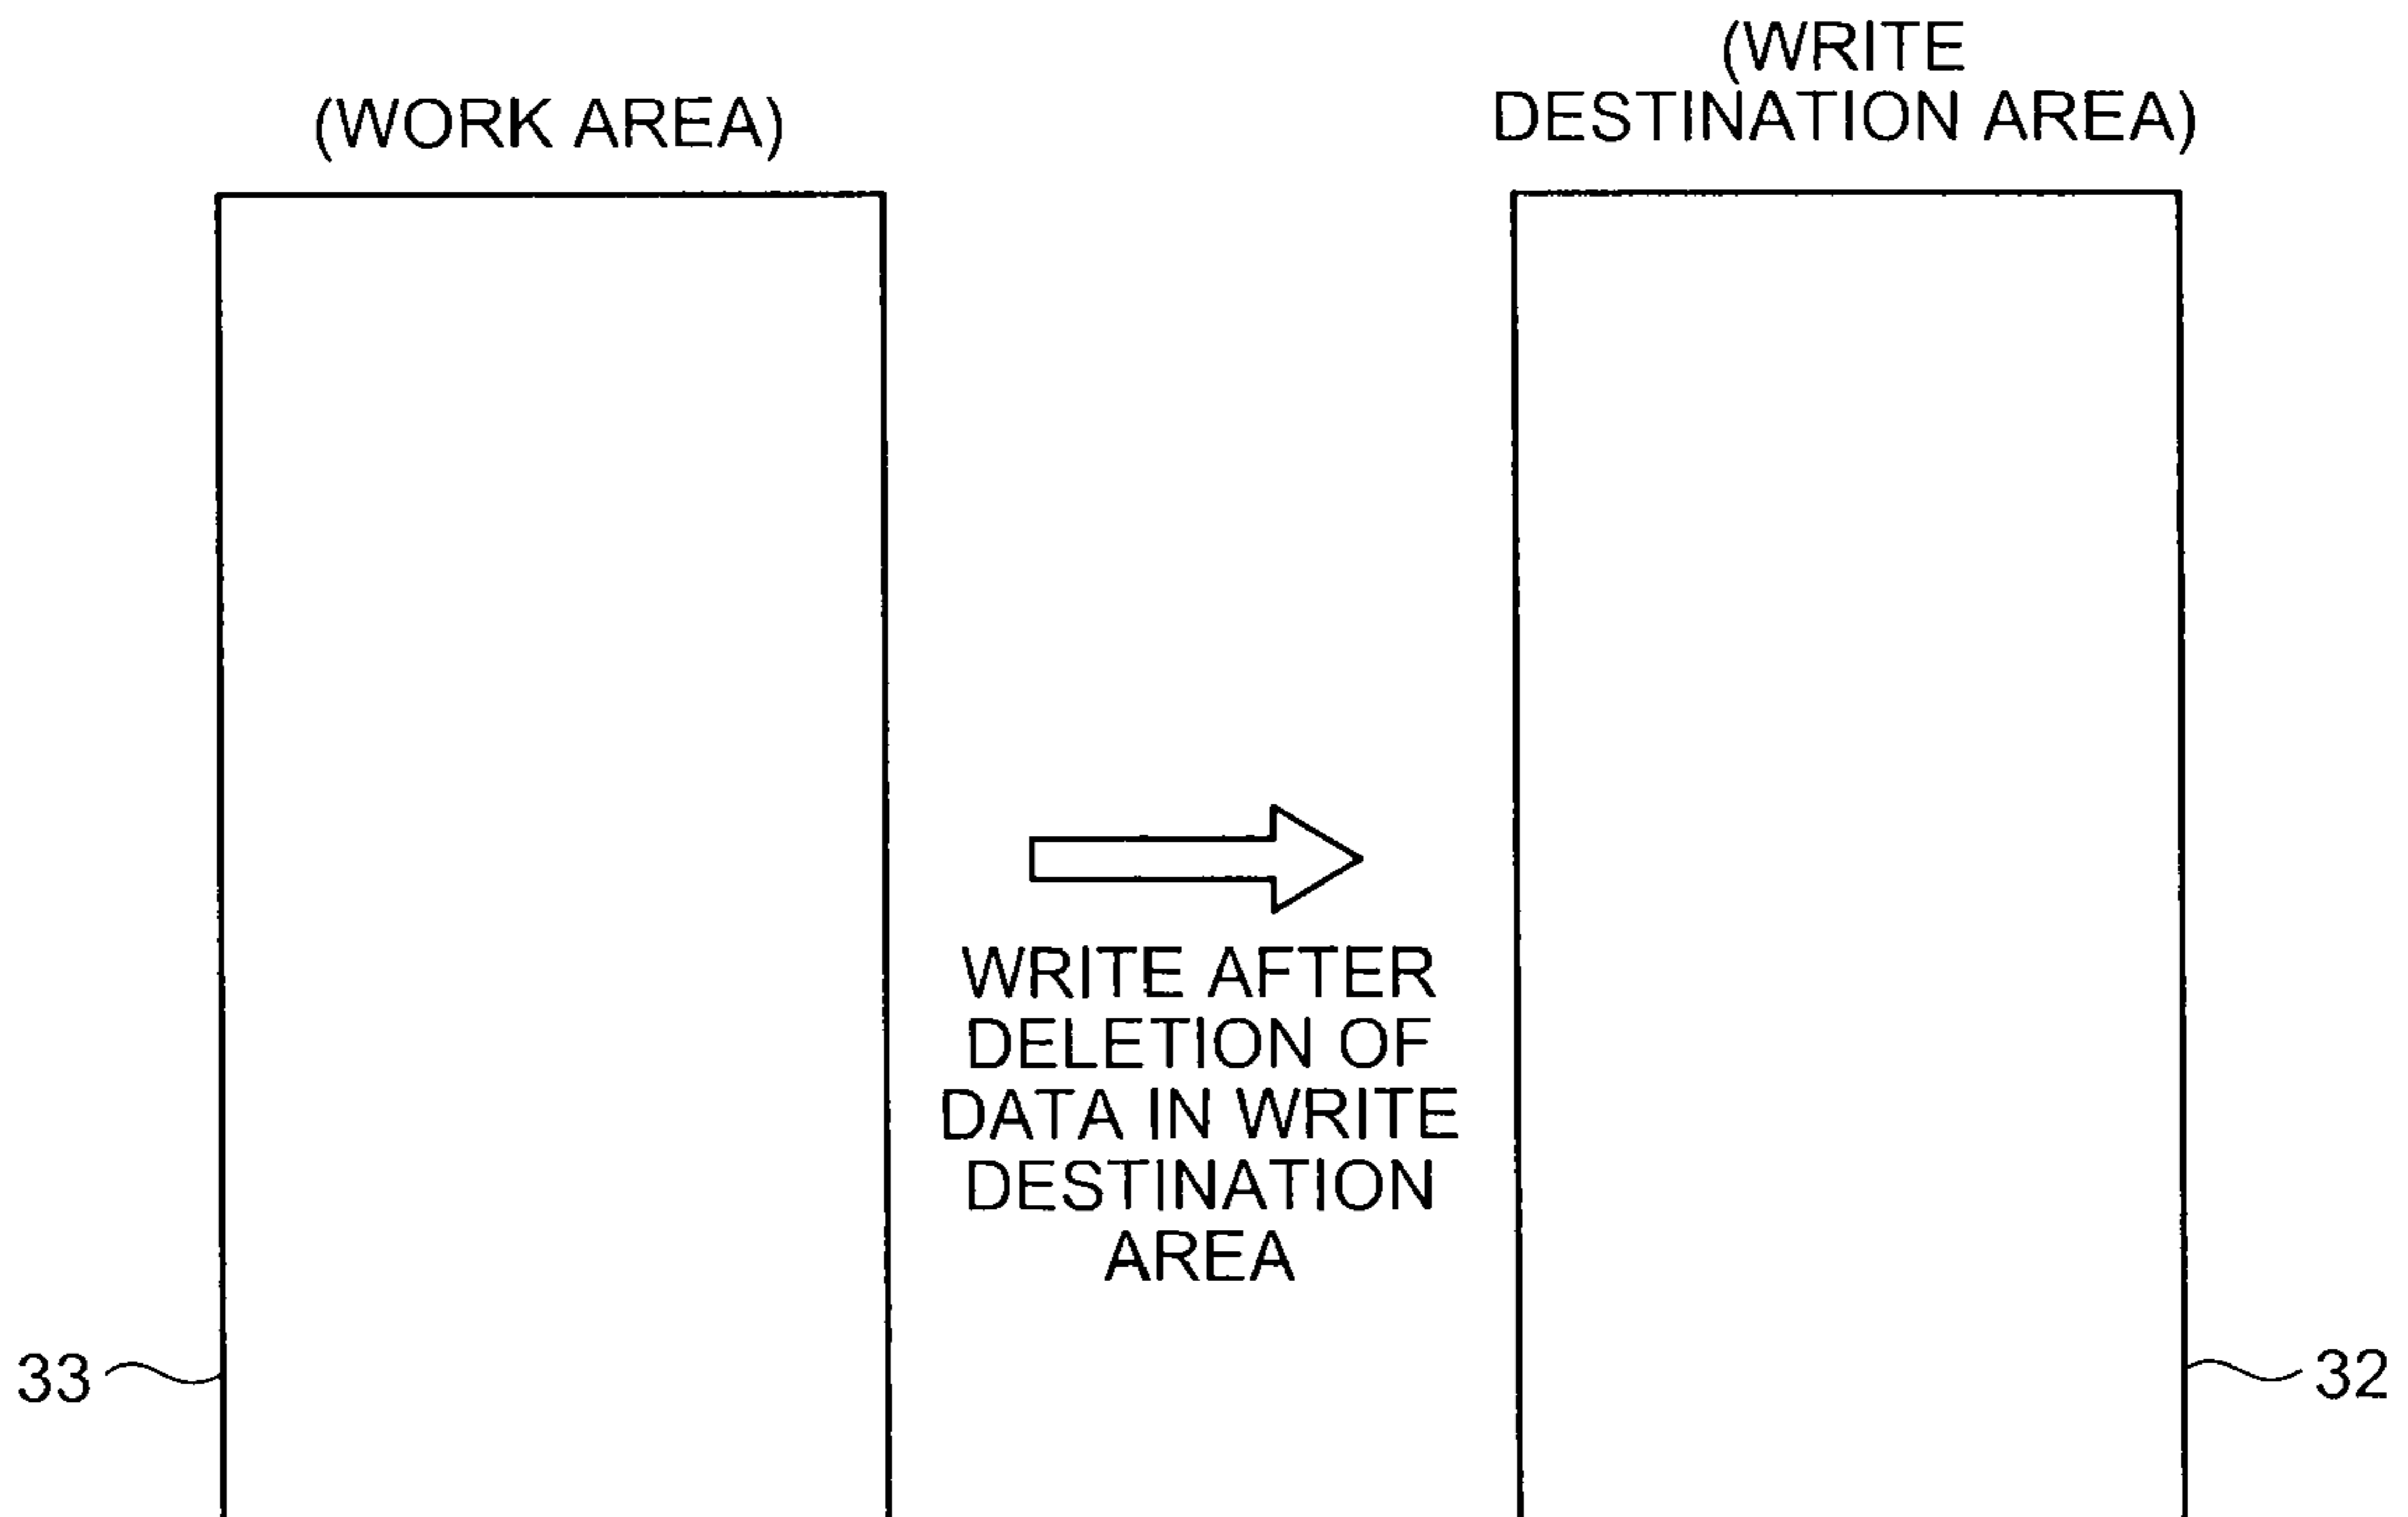 (WORK AREA)
(WRITE
DESTINATION AREA)
WRITE AFTER
DELETION OF
DATA IN WRITE
DESTINATION
AREA
33
32